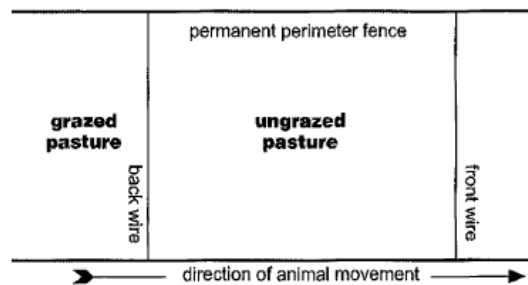 permanent perimeter fence
grazed
pasture
ungrazed
pasture
back wire
front wire
direction of animal movement